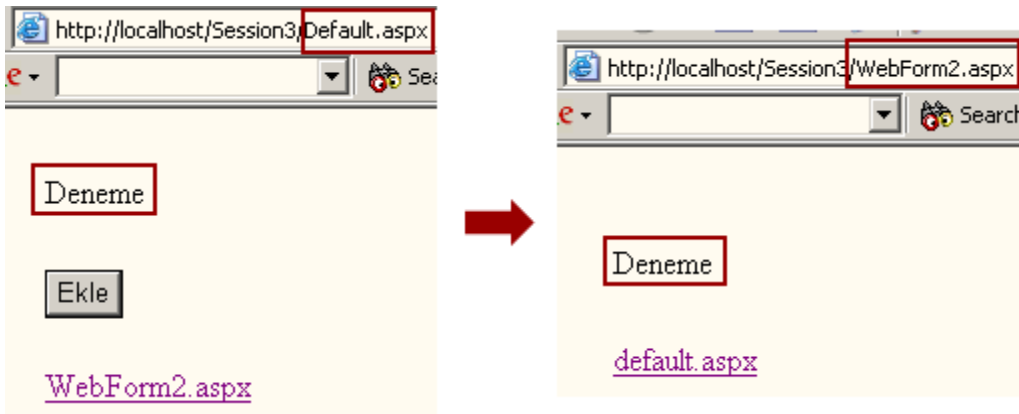 http://localhost/Session3/Default.aspx
e
Sea
Deneme
Ekle
WebForm2.aspx
http://localhost/Session3/WebForm2.aspx
e
Search
Deneme
default.aspx